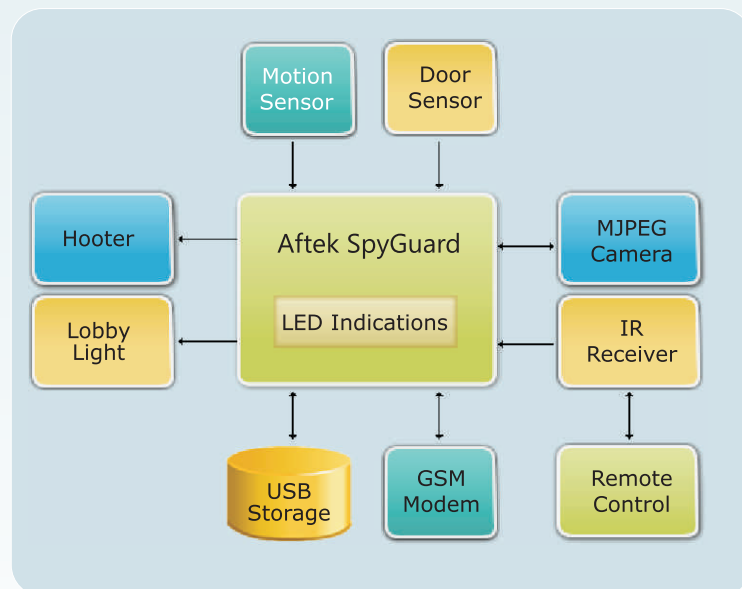 Motion
Sensor
Door
Sensor
Hooter
Aftek SpyGuard
MJPEG
Camera
LED Indications
Lobby
Light
IR
Receiver
USB
Storage
GSM
Modem
Remote
Control